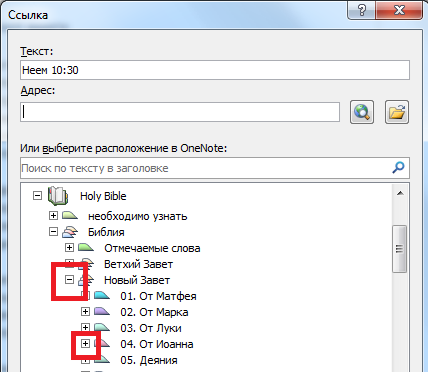 Ссылка
Текст:
Неем 10:30
Адрес:
Или выберите расположение в OneNote:
Поиск по тексту в заголовке
Holy Bible
необходимо узнать
Библия
Отмечаемые слова
Ветхий Завет
Новый Завет
01. От Матфея
02. От Марка
03. От Луки
04. От Иоанна
05. Деяния